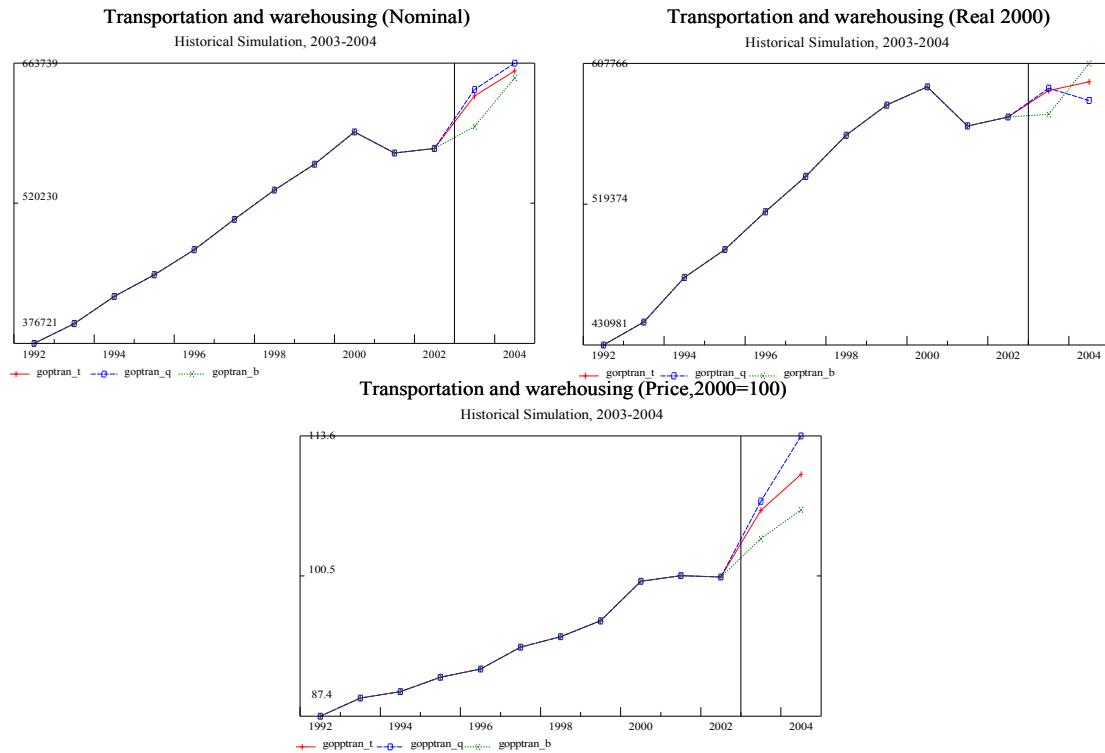 Transportation and warehousing (Nominal)
Historical Simulation, 2003-2004
663739
520230
376721
1992 1994 1996 1998 2000 2002 2004
goptran_t goptran_q goptran_b
Transportation and warehousing (Real 2000)
Historical Simulation, 2003-2004
607766
519374
430981
1992 1994 1996 1998 2000 2002 2004
gorptran_t gorptran_q gorptran_b
Transportation and warehousing (Price,2000=100)
Historical Simulation, 2003-2004
113.6
100.5
87.4
1992 1994 1996 1998 2000 2002 2004
gopptran_t gopptran_q gopptran_b